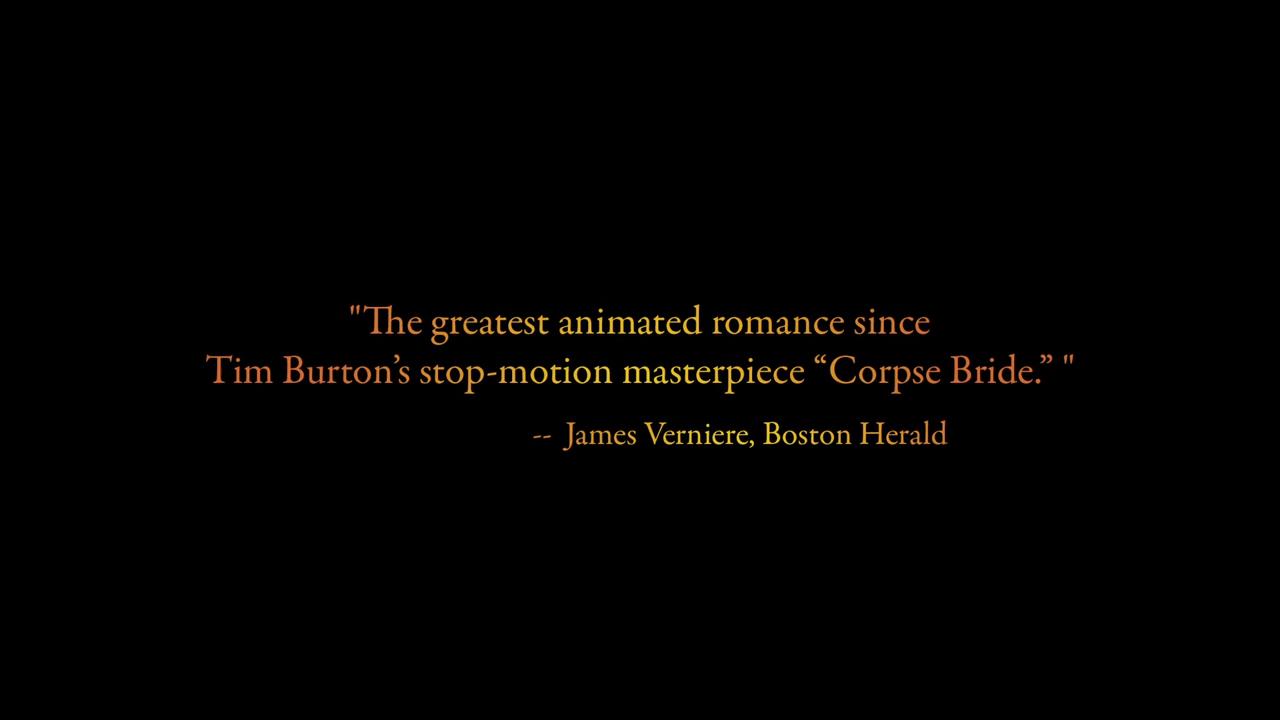 "The greatest animated romance since
Tim Burton’s stop-motion masterpiece “Corpse Bride.” "
-- James Verniere, Boston Herald